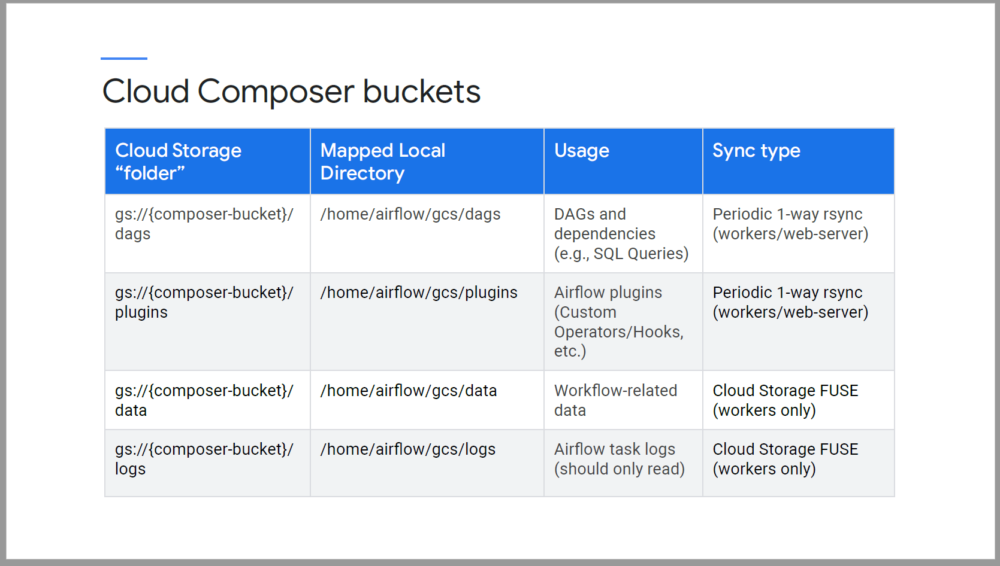 Cloud Composer buckets
Cloud Storage
“folder”
Mapped Local
Directory
Usage
Sync type
gs://{composer-bucket}/
dags
/home/airflow/gcs/dags
DAGs and
dependencies
(e.g., SQL Queries)
Periodic 1-way rsync
(workers/web-server)
gs://{composer-bucket}/
plugins
/home/airflow/gcs/plugins
Airflow plugins
(Custom
Operators/Hooks,
etc.)
Periodic 1-way rsync
(workers/web-server)
gs://{composer-bucket}/
data
/home/airflow/gcs/data
Workflow-related
data
Cloud Storage FUSE
(workers only)
gs://{composer-bucket}/
logs
/home/airflow/gcs/logs
Airflow task logs
(should only read)
Cloud Storage FUSE
(workers only)